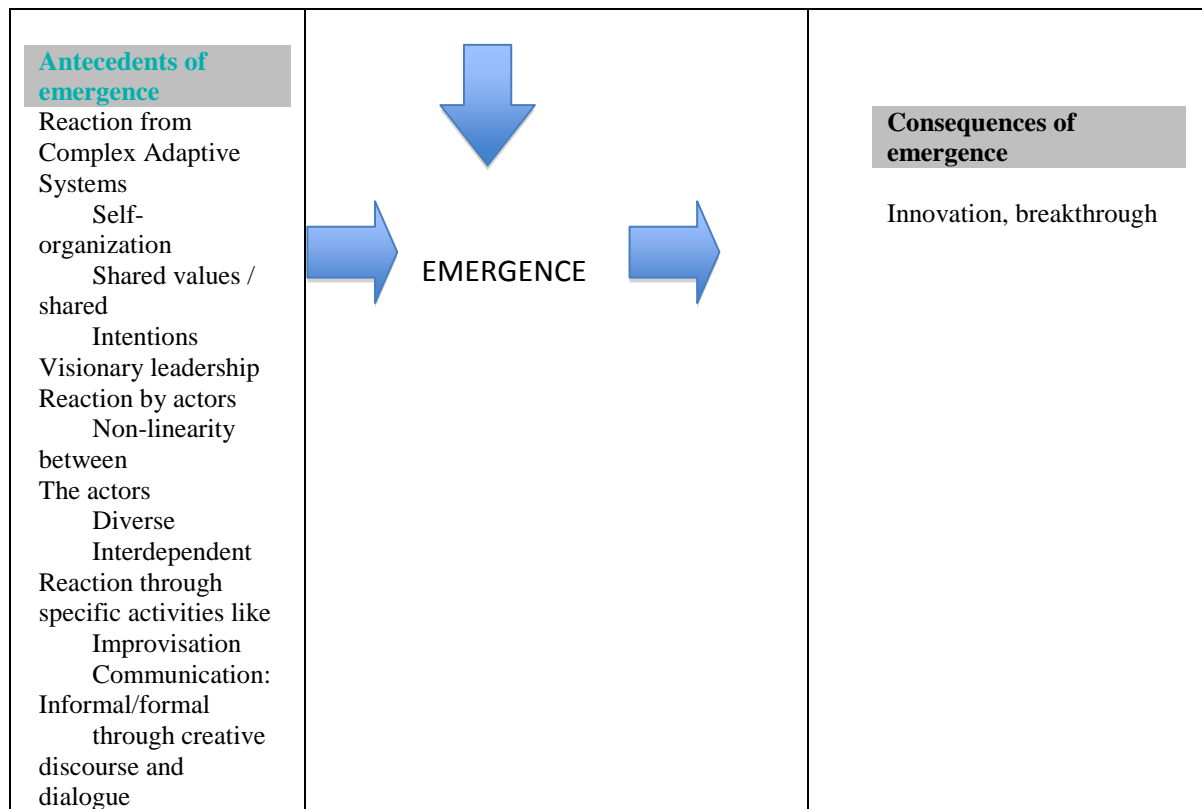 Antecedents of
emergence
Reaction from
Complex Adaptive
Systems
Self-
organization
Shared values /
shared
Intentions
Visionary leadership
Reaction by actors
Non-linearity
between
The actors
Diverse
Interdependent
Reaction through
specific activities like
Improvisation
Communication:
Informal/formal
through creative
discourse and
dialogue
EMERGENCE
Consequences of
emergence
Innovation, breakthrough